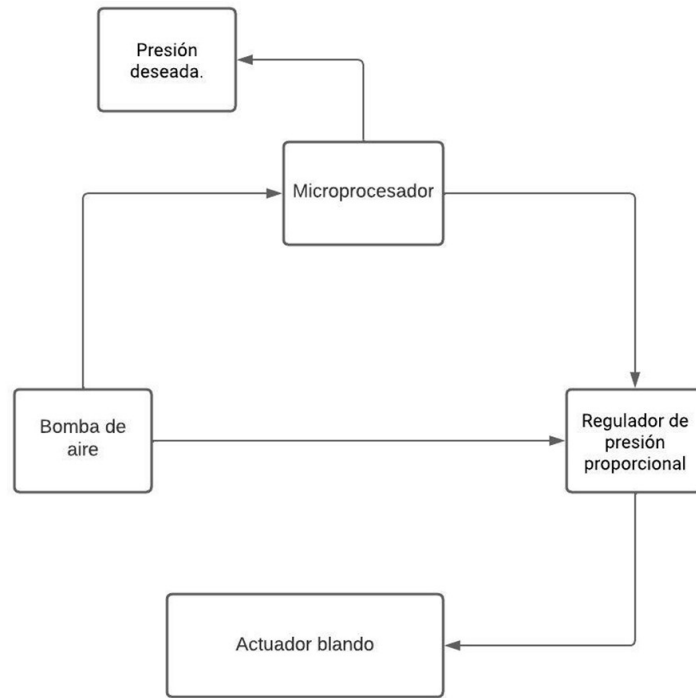 Presión
deseada.
Microprocesador
Bomba de
aire
Regulador de
presión
proporcional
Actuador blando